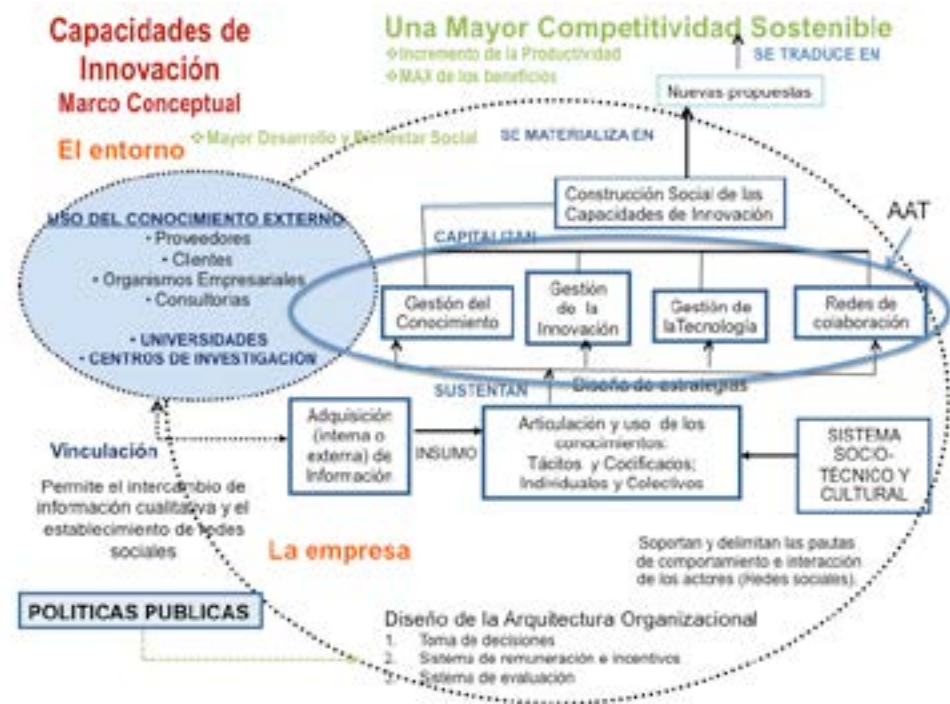 Capacidades de
Innovación
Marco Conceptual
Una Mayor Competitividad Sostenible
❖Incremento de la Productividad
❖MAX de los beneficios
SE TRADUCE EN
Nuevas propuestas
El entorno
❖Mayor Desarrollo y Bienestar Social
SE MATERIALIZA EN
Construcción Social de las
Capacidades de Innovación
AAT
USO DEL CONOCIMIENTO EXTERNO
• Proveedores
• Clientes
• Organismos Empresariales
• Consultorias
• UNIVERSIDADES
• CENTROS DE INVESTIGACIÓN
CAPITALIZAN
Gestión del
Conocimiento
Gestión
de la
Innovación
Gestión de
laTecnología
Redes de
colaboración
SUSTENTAN
Diseño de estrategias
Adquisición
(interna o
externa) de
Información
INSUMO
Articulación y uso de los
conocimientos:
Tácitos y Codificados;
Individuales y Colectivos
SISTEMA
SOCIO-
TÉCNICO Y
CULTURAL
Vinculación
Permite el intercambio de
información cualitativa y el
establecimiento de redes
sociales
La empresa
Soportan y delimitan las pautas
de comportamiento e interacción
de los actores (Redes sociales).
POLITICAS PUBLICAS
Diseño de la Arquitectura Organizacional
1. Toma de decisiones
2. Sistema de remuneración e incentivos
3. Sistema de evaluación